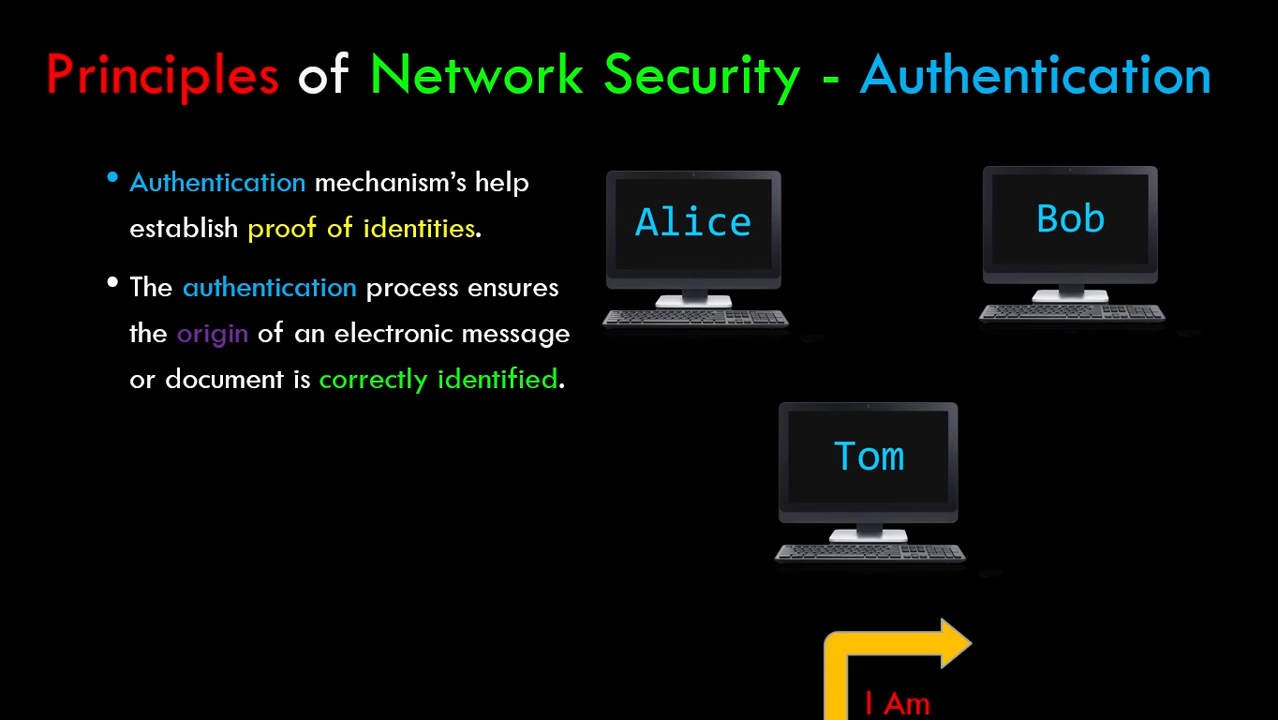 Principles of Network Security - Authentication
• Authentication mechanism’s help
establish proof of identities.
• The authentication process ensures
the origin of an electronic message
or document is correctly identified.
Alice
Bob
Tom
I Am